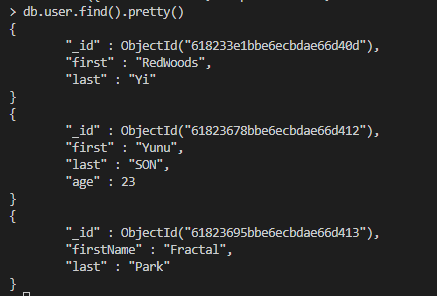 > db.user.find().pretty()
{
        "_id" : ObjectId("618233e1bbe6ecbdae66d40d"),
        "first" : "RedWoods",
        "last" : "Yi"
}
{
        "_id" : ObjectId("61823678bbe6ecbdae66d412"),
        "first" : "Yunu",
        "last" : "SON",
        "age" : 23
}
{
        "_id" : ObjectId("61823695bbe6ecbdae66d413"),
        "firstName" : "Fractal",
        "last" : "Park"
}